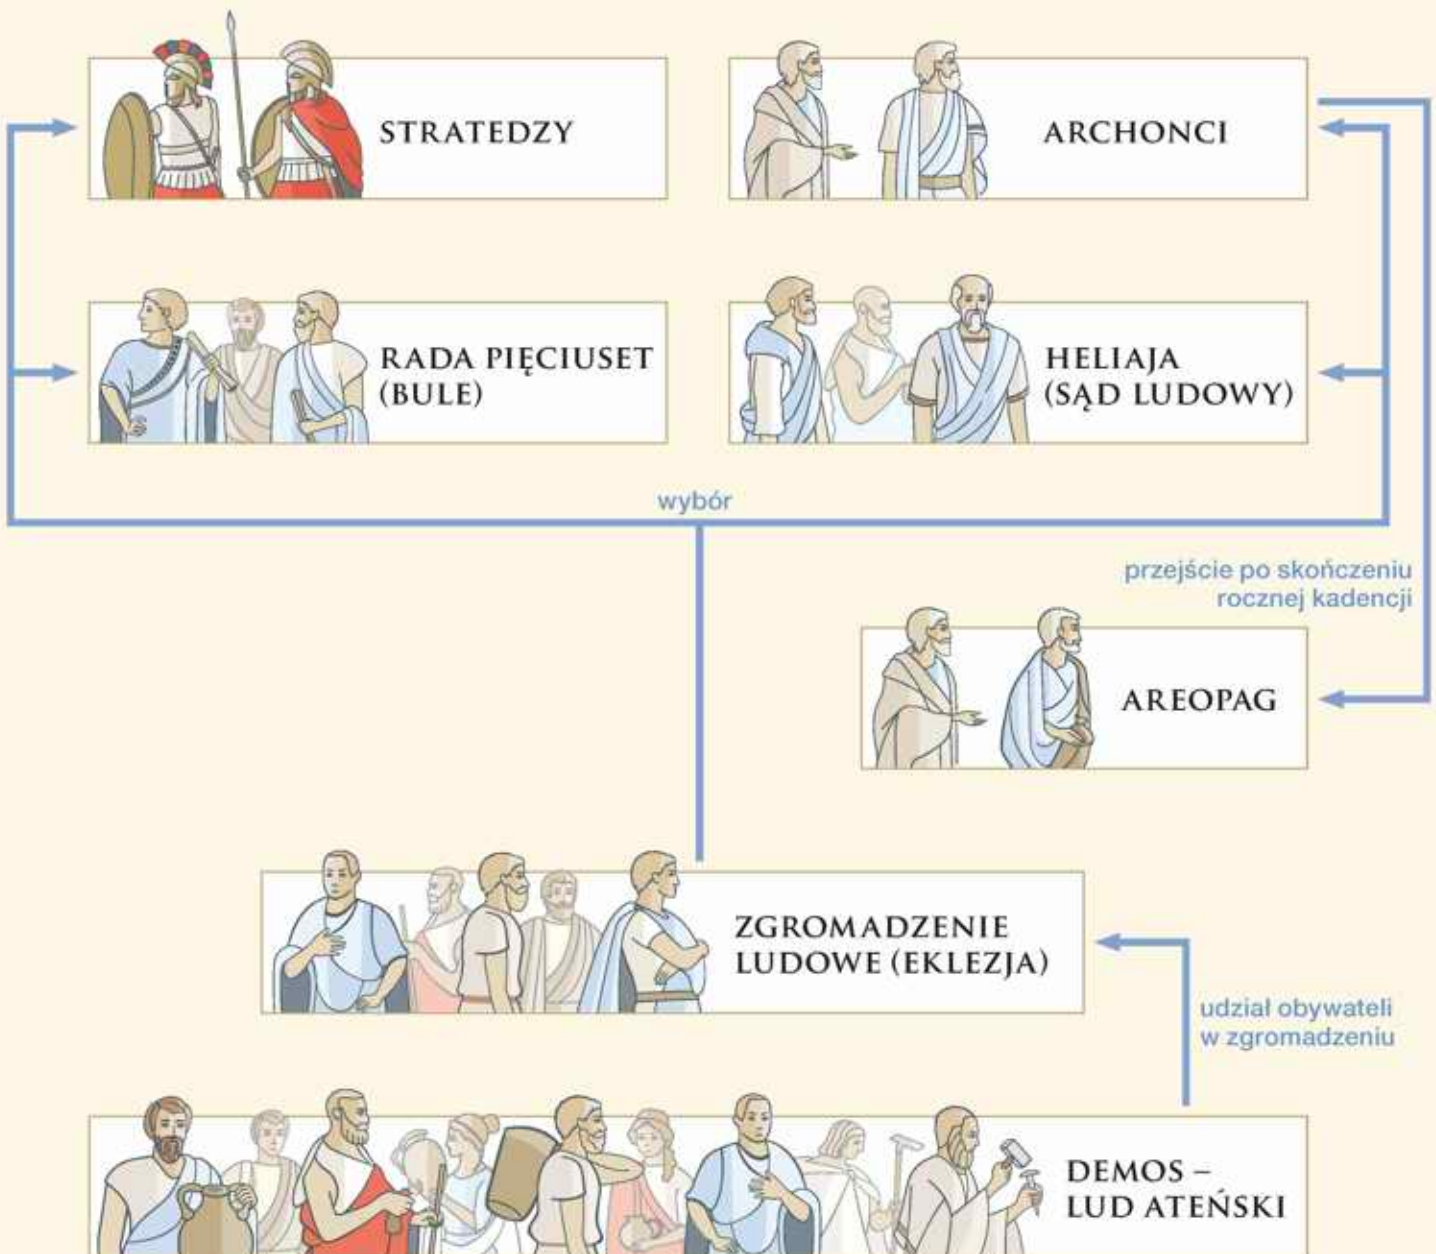 STRATEDZY
ARCHONCI
RADA PIĘCIUSET
(BULE)
HELIAJA
(SĄD LUDOWY)
wybór
przejście po skończeniu
rocznej kadencji
AREOPAG
ZGROMADZENIE
LUDOWE (EKLEZJA)
udział obywateli
w zgromadzeniu
DEMOS –
LUD ATEŃSKI